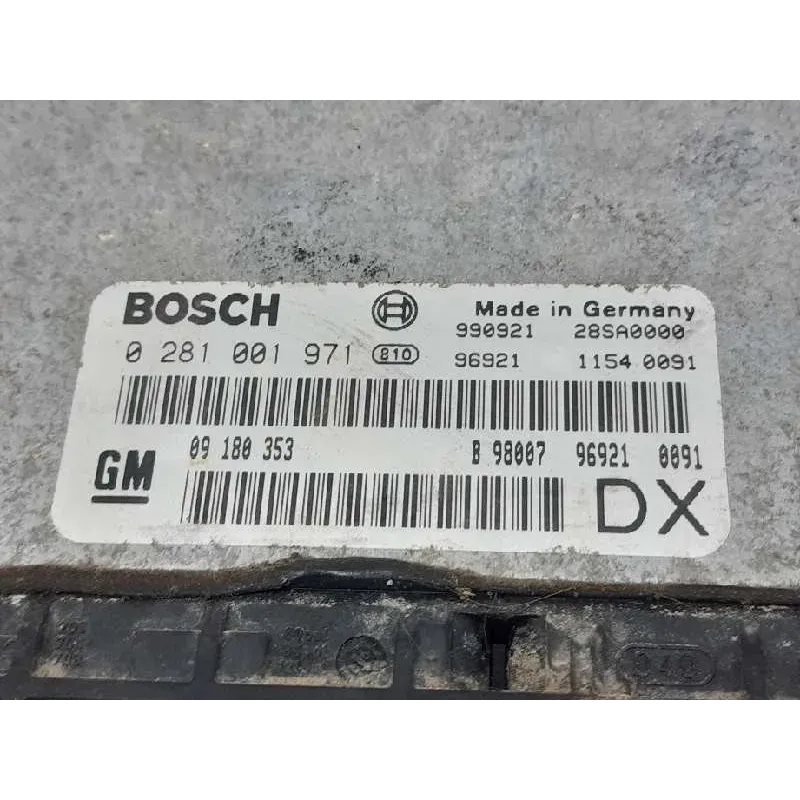 BOSCH Made in Germany
990921 28SA0000
0 281 001 971 810 96921 1154 0091
GM 09 180 353 B 98007 96921 0091
DX